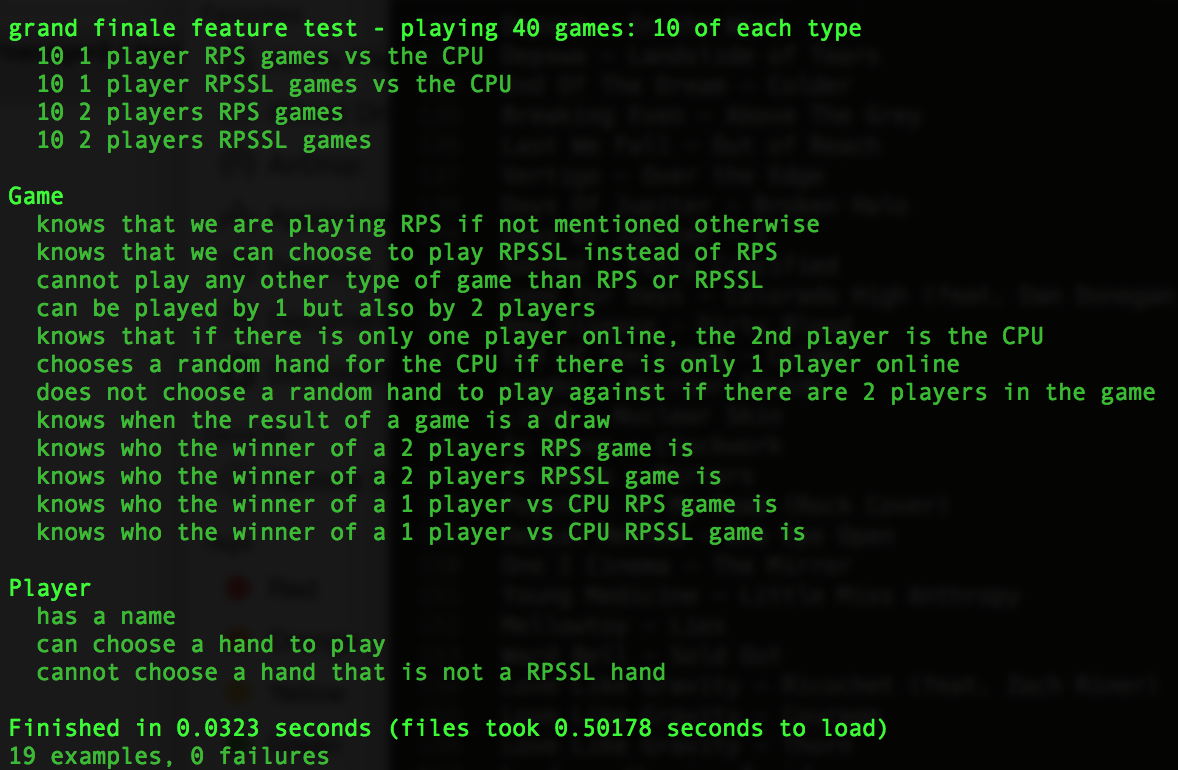 grand finale feature test - playing 40 games: 10 of each type
10 1 player RPS games vs the CPU
10 1 player RPSSL games vs the CPU
10 2 players RPS games
10 2 players RPSSL games
Game
knows that we are playing RPS if not mentioned otherwise
knows that we can choose to play RPSSL instead of RPS
cannot play any other type of game than RPS or RPSSL
can be played by 1 but also by 2 players
knows that if there is only one player online, the 2nd player is the CPU
chooses a random hand for the CPU if there is only 1 player online
does not choose a random hand to play against if there are 2 players in the game
knows when the result of a game is a draw
knows who the winner of a 2 players RPS game is
knows who the winner of a 2 players RPSSL game is
knows who the winner of a 1 player vs CPU RPS game is
knows who the winner of a 1 player vs CPU RPSSL game is
Player
has a name
can choose a hand to play
cannot choose a hand that is not a RPSSL hand
Finished in 0.0323 seconds (files took 0.50178 seconds to load)
19 examples, 0 failures